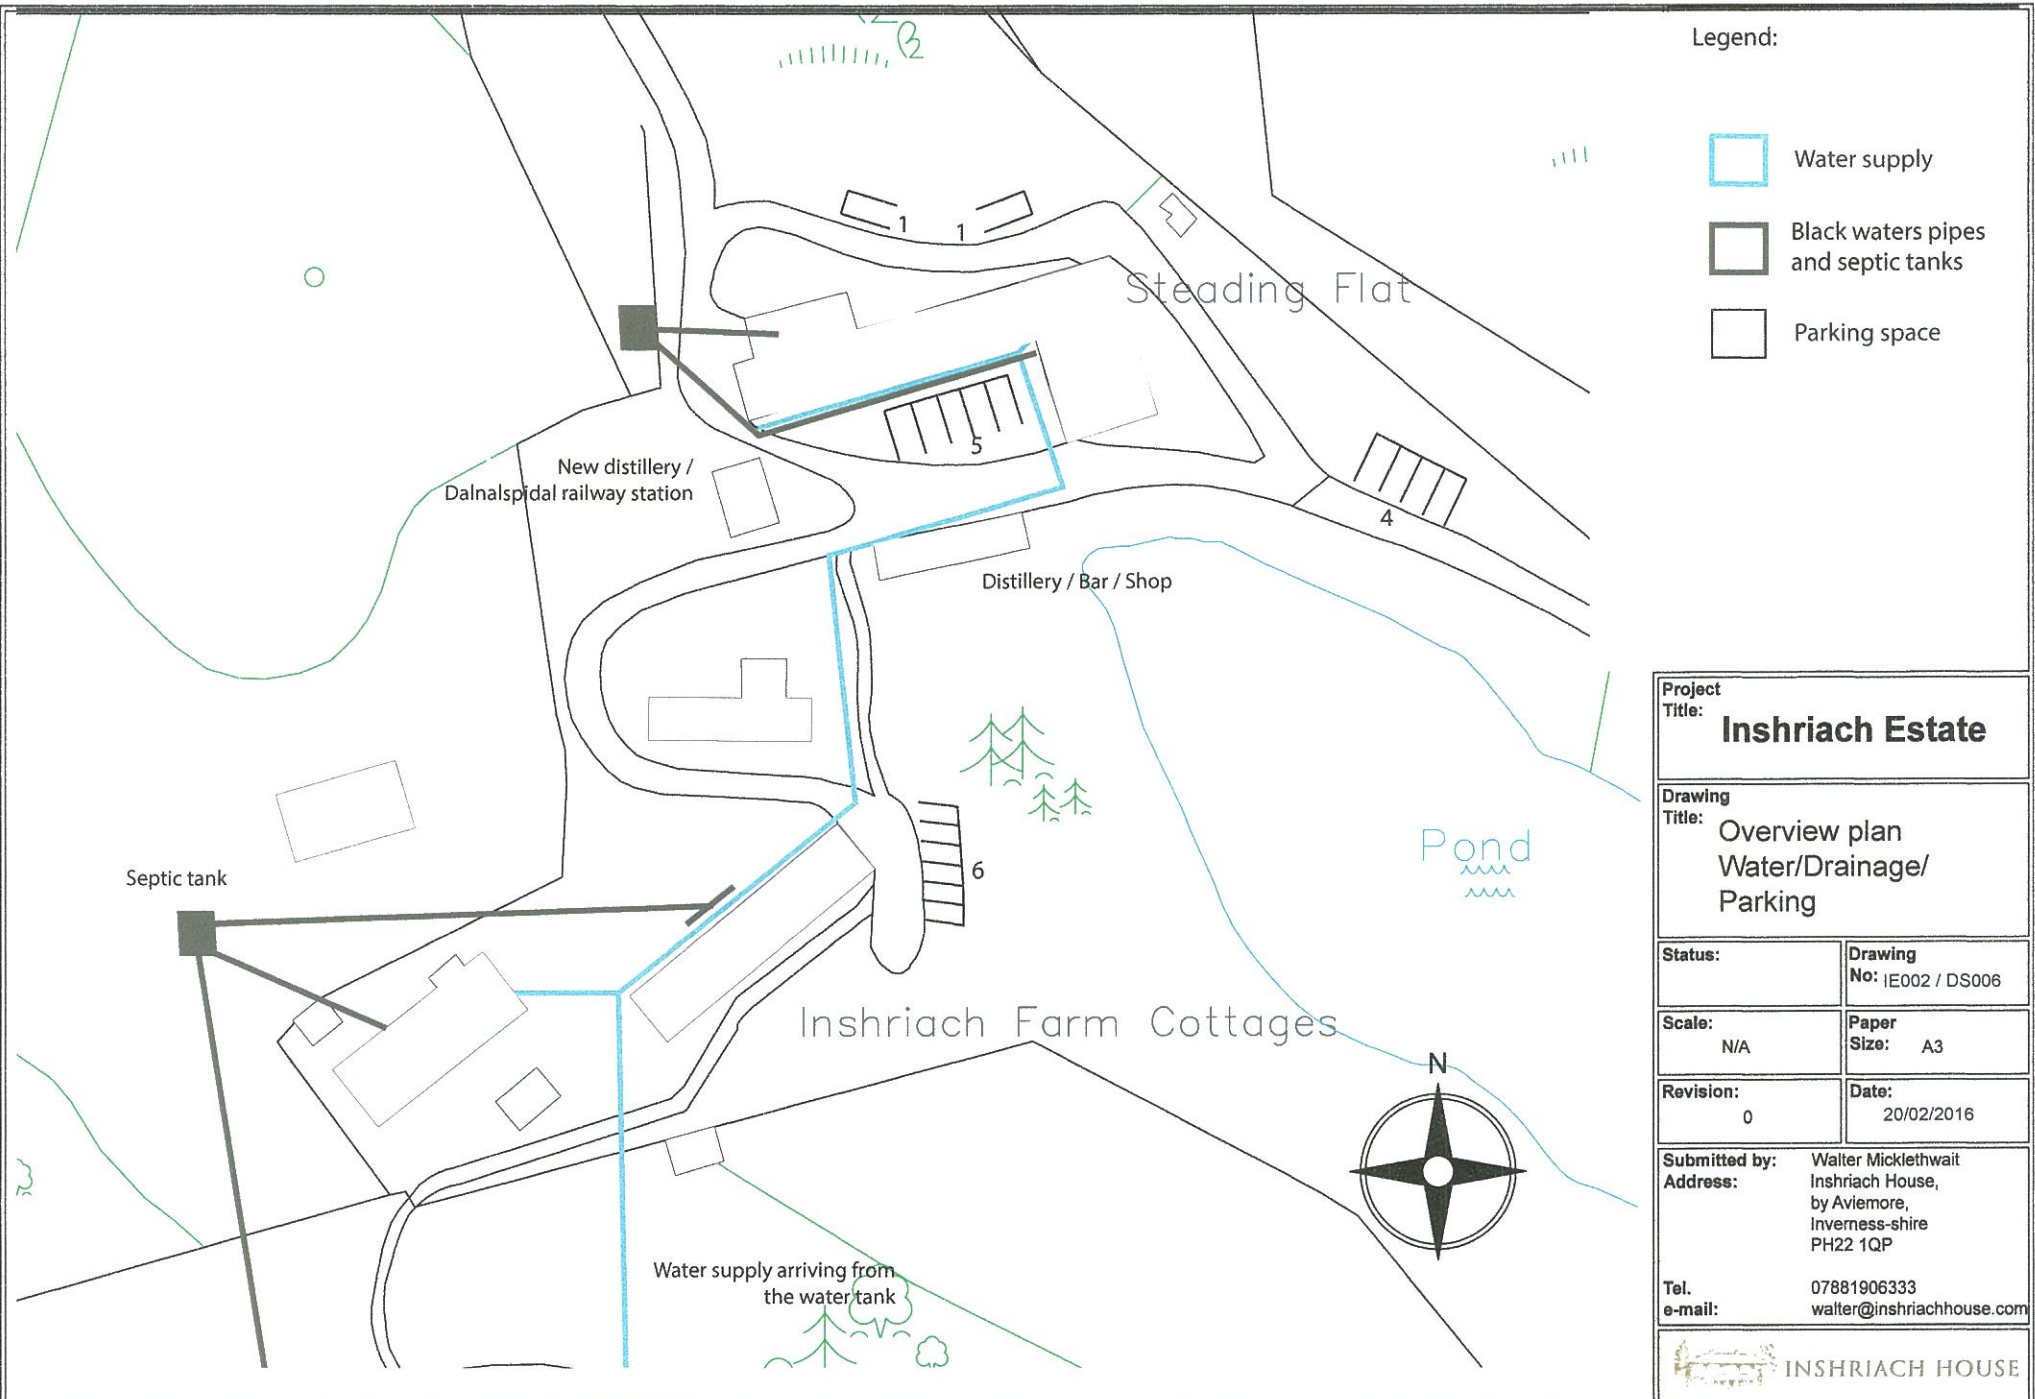 Legend:
Water supply
Black waters pipes
and septic tanks
Parking space
1
1
Steading Flat
5
New distillery /
Dalnalspidal railway station
4
Distillery / Bar / Shop
Pond
6
Septic tank
Inshriach Farm Cottages
N
Water supply arriving from
the water tank
Project
Title:
Inshriach Estate
Drawing
Title:
Overview plan
Water/Drainage/
Parking
Status:
Drawing
No: IE002 / DS006
Scale:
N/A
Paper
Size: A3
Revision:
0
Date:
20/02/2016
Submitted by: Walter Micklethwait
Address: Inshriach House,
by Aviemore,
Inverness-shire
PH22 1QP
Tel. 07881906333
e-mail: walter@inshriachhouse.com
INSHRIACH HOUSE